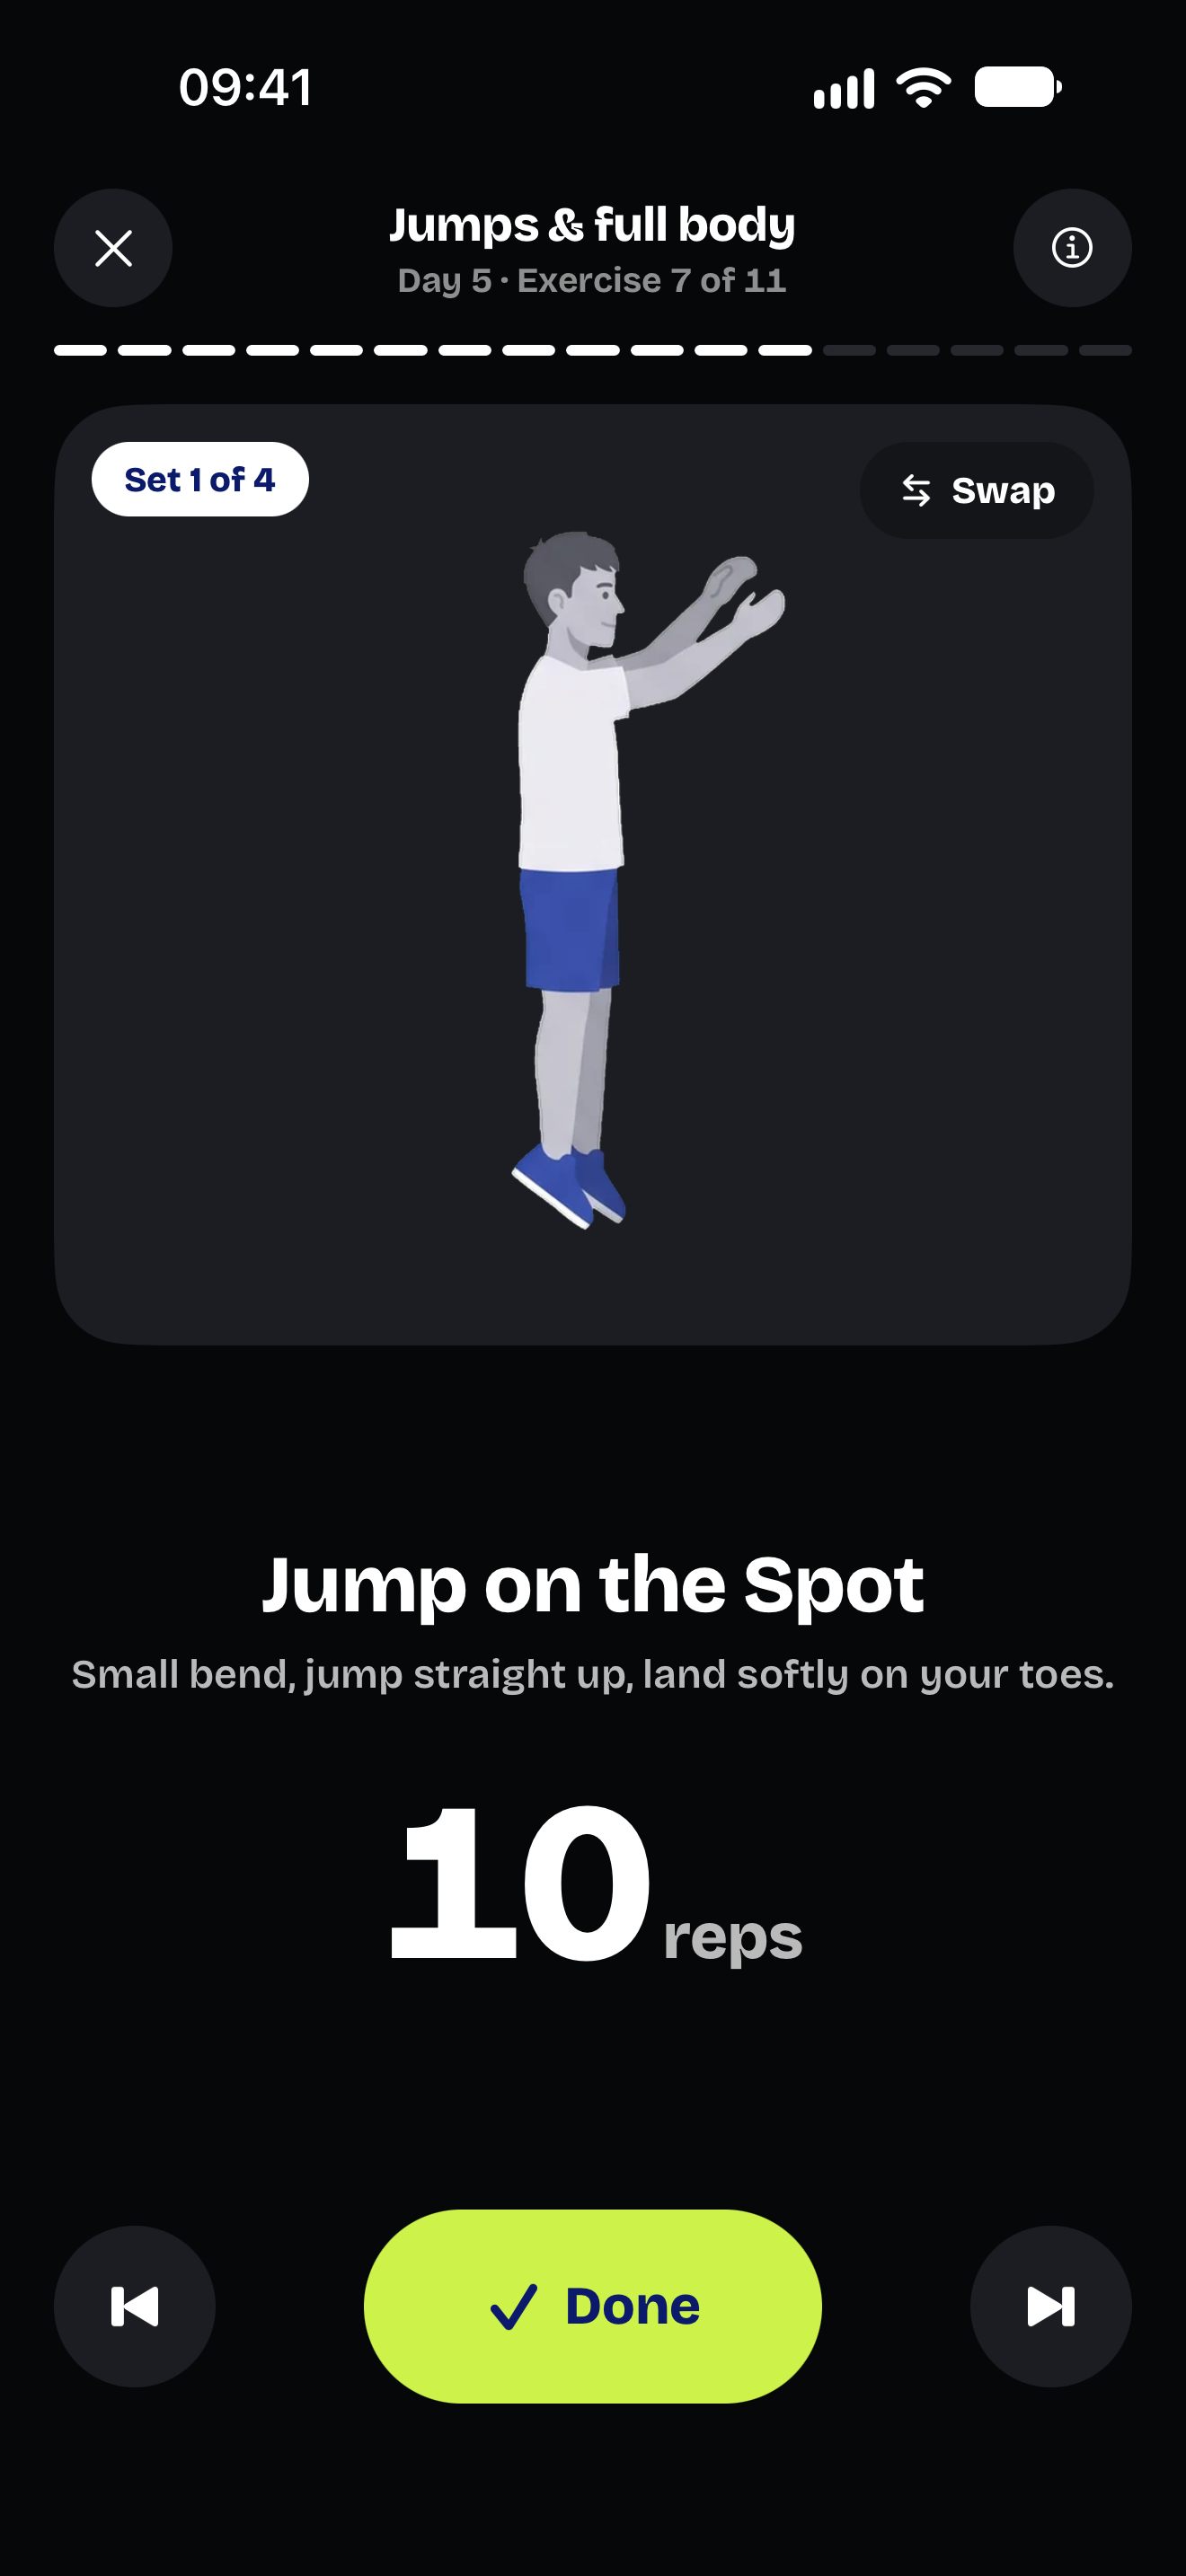 09:41
Jumps & full body
Day 5 · Exercise 7 of 11
Set 1 of 4
Swap
Jump on the Spot
Small bend, jump straight up, land softly on your toes.
10 reps
Done